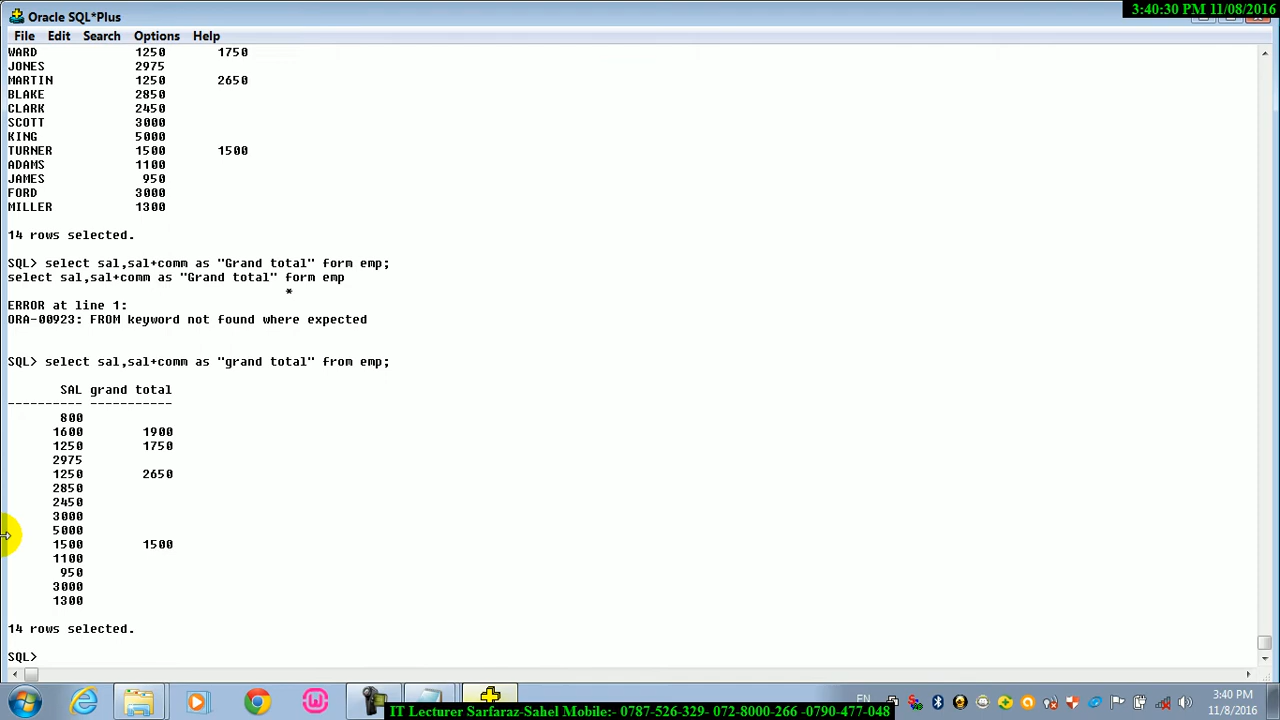 Oracle SQL*Plus
3:40:30 PM 11/08/2016
File Edit Search Options Help
WARD 1250 1750
JONES 2975
MARTIN 1250 2650
BLAKE 2850
CLARK 2450
SCOTT 3000
KING 5000
TURNER 1500 1500
ADAMS 1100
JAMES 950
FORD 3000
MILLER 1300
14 rows selected.
SQL> select sal,sal+comm as "Grand total" form emp;
select sal,sal+comm as "Grand total" form emp
*
ERROR at line 1:
ORA-00923: FROM keyword not found where expected
SQL> select sal,sal+comm as "grand total" from emp;
SAL grand total
---------- -----------
800
1600 1900
1250 1750
2975
1250 2650
2850
2450
3000
5000
1500 1500
1100
950
3000
1300
14 rows selected.
SQL>
EN
3:40 PM
11/8/2016
IT Lecturer Sarfaraz-Sahel Mobile:- 0787-526-329- 072-8000-266 -0790-477-048